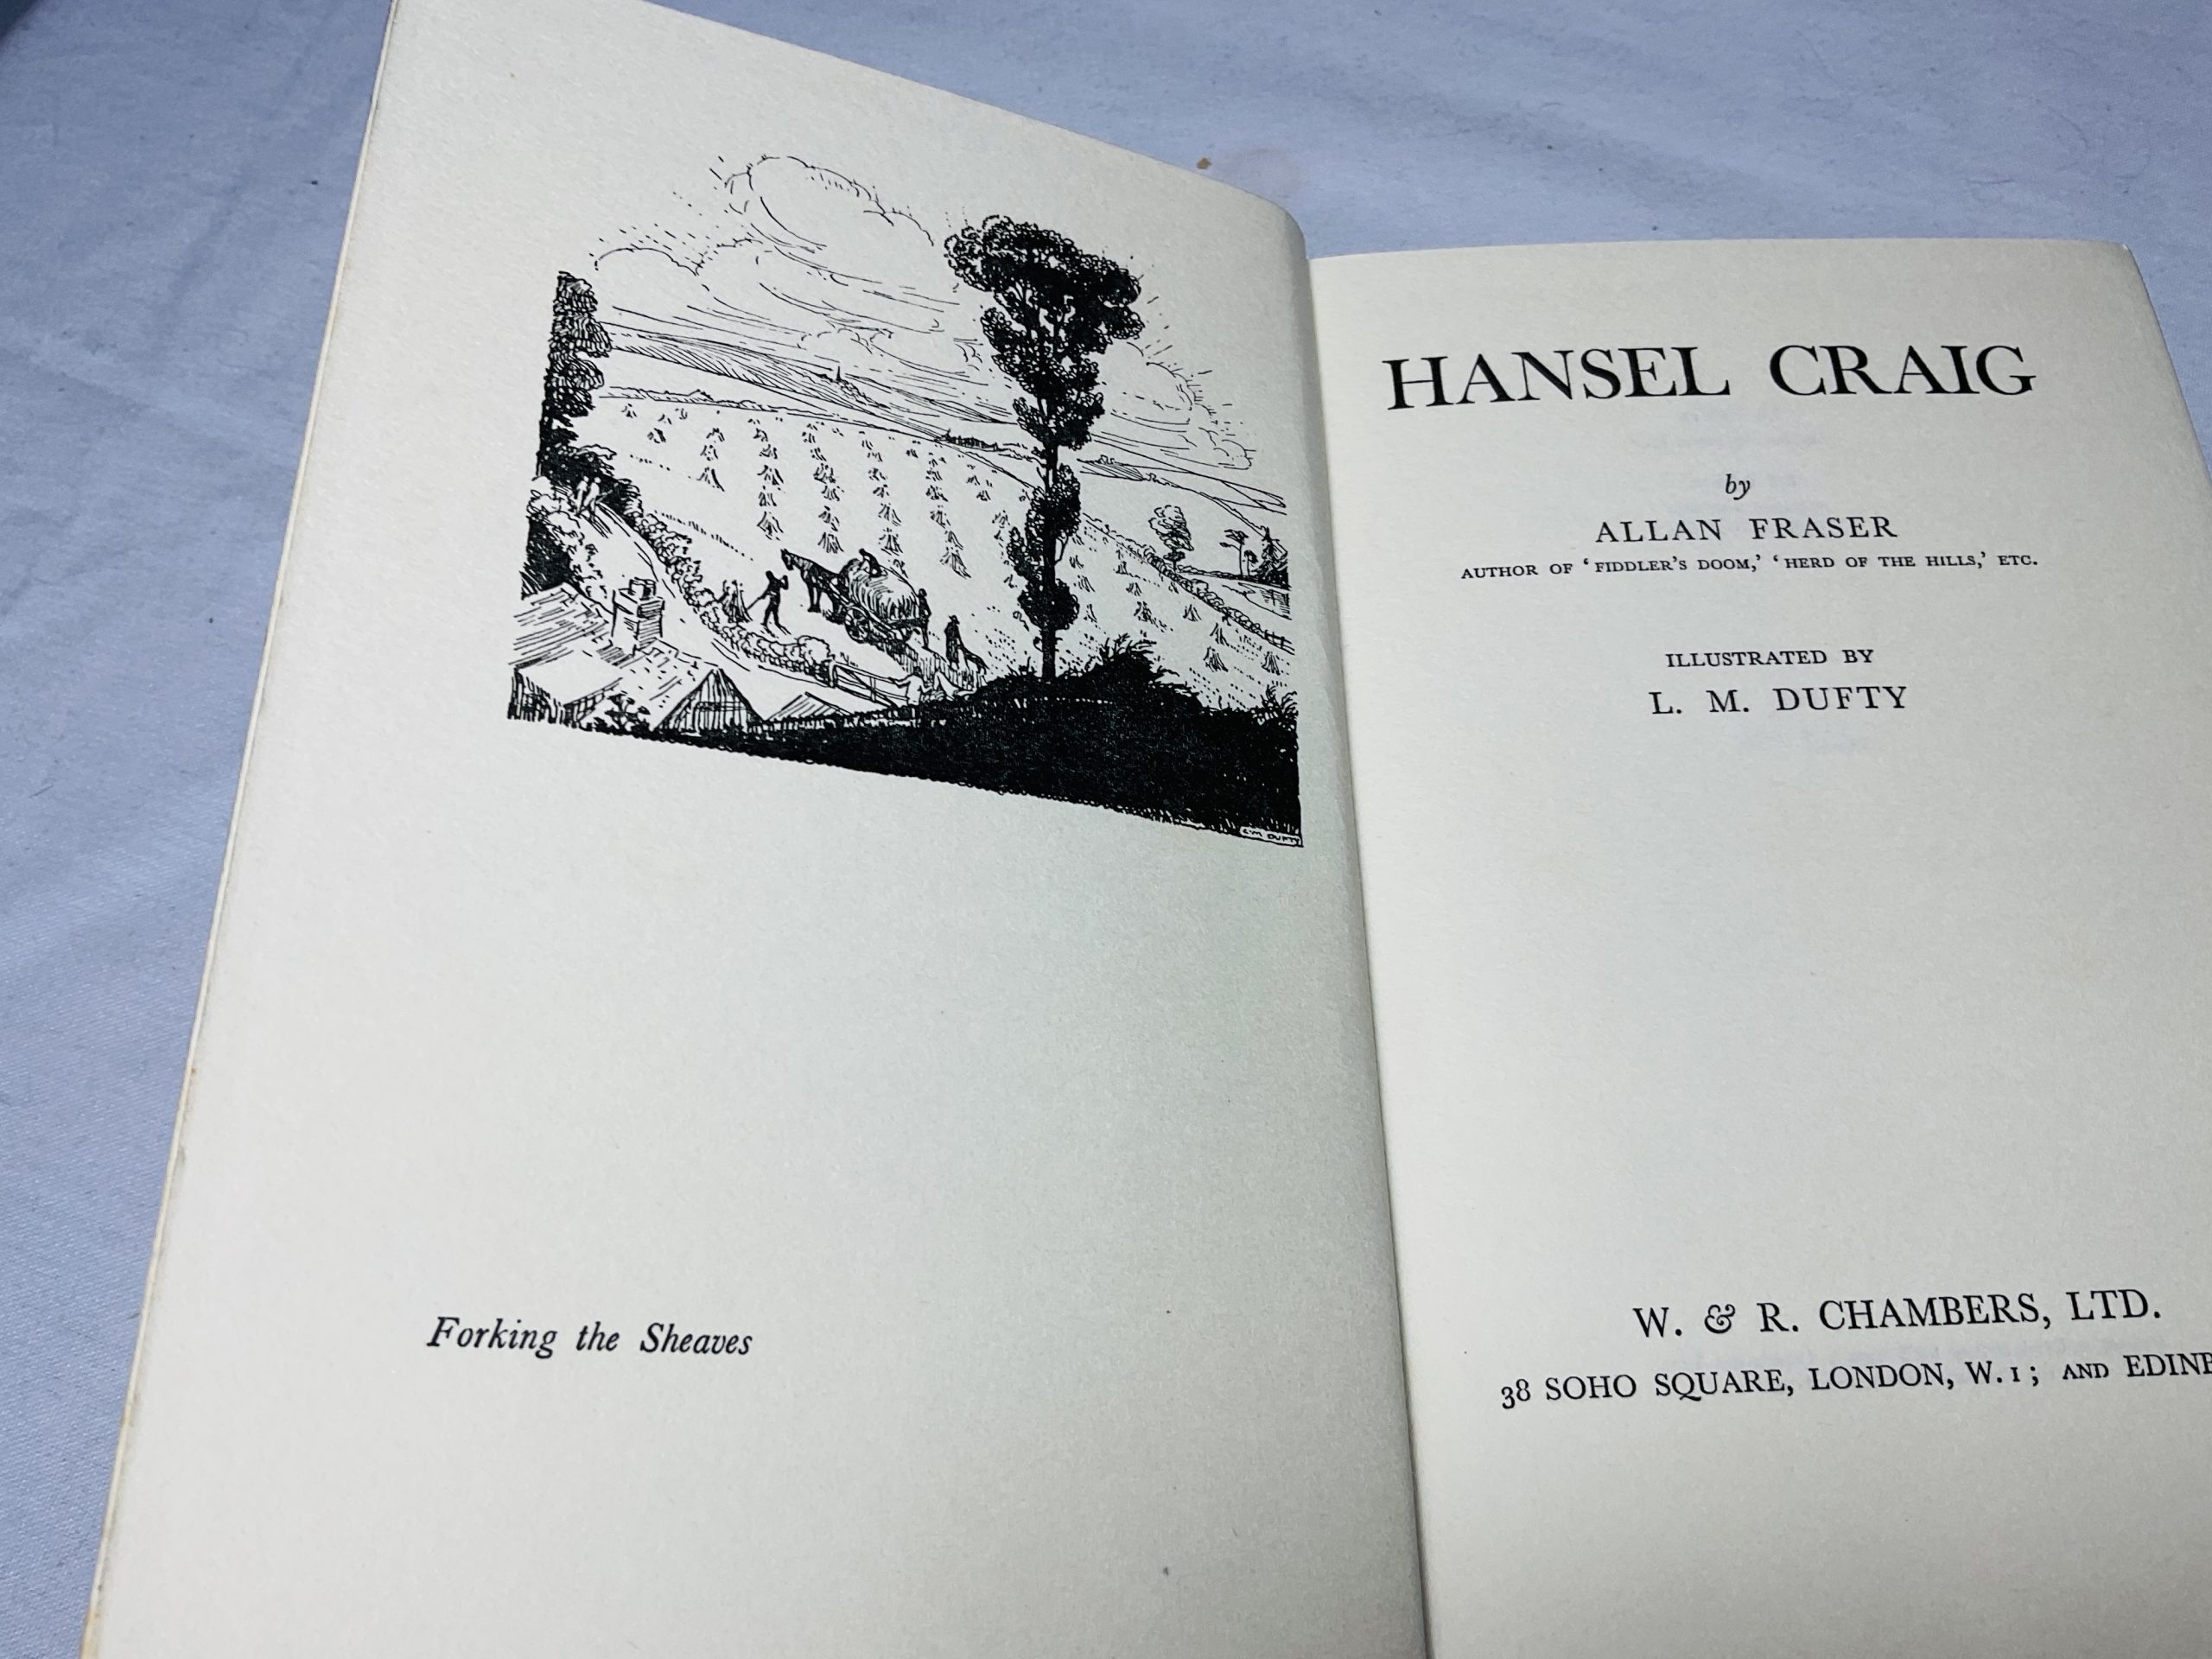 L M DUFTY
Forking the Sheaves
HANSEL CRAIG
by
ALLAN FRASER
AUTHOR OF 'FIDDLER'S DOOM,' 'HERD OF THE HILLS,' ETC.
ILLUSTRATED BY
L. M. DUFTY
W. & R. CHAMBERS, LTD.
38 SOHO SQUARE, LONDON, W.1; AND